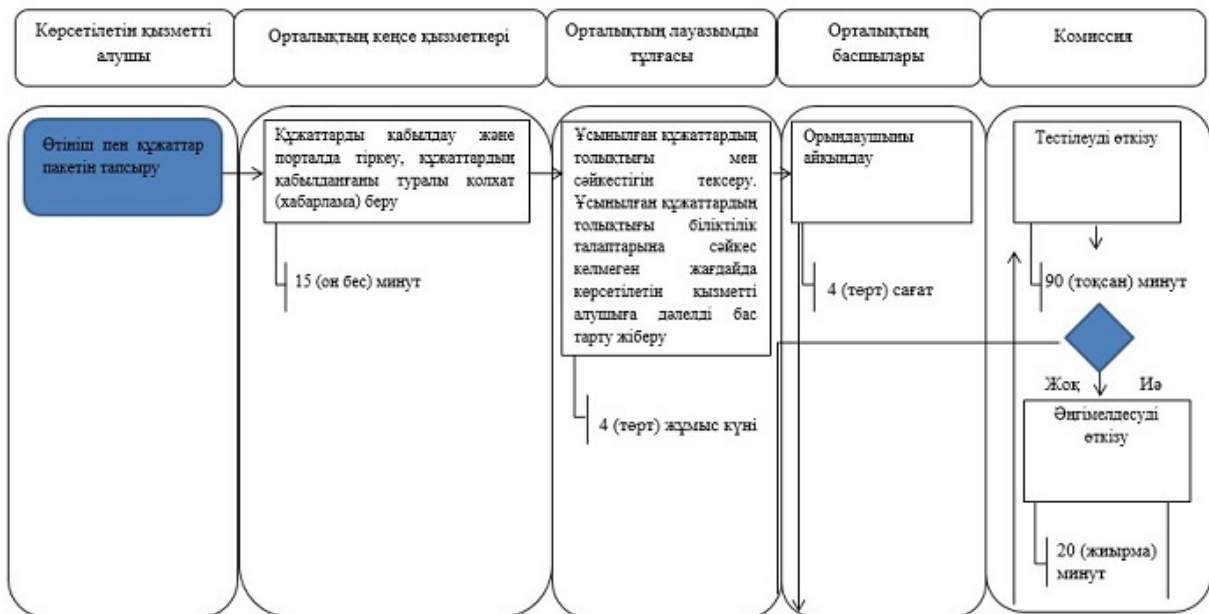 Көрсетілетін қызметті
алушы
Орталықтың кеңсе қызметкері
Орталықтың лауазымды
тұлғасы
Орталықтың
басшылары
Комиссия
Өтініш пен құжаттар
пакетін тапсыру
Құжаттарды қабылдау және
порталда тіркеу, құжаттардың
қабылданғаны туралы қолхат
(хабарлама) беру
15 (он бес) минут
Ұсынылған құжаттардың
толықтығы мен
сәйкестігін тексеру.
Ұсынылған құжаттардың
толықтығы біліктілік
талаптарына сәйкес
келмеген жағдайда
көрсетілетін қызметті
алушыға дәлелді бас
тарту жіберу
4 (төрт) жұмыс күні
Орындаушыны
айқындау
4 (төрт) сағат
Тестілеуді өткізу
90 (тоқсан) минут
Жоқ Иә
Әңгімелдесуді
өткізу
20 (жиырма)
минут